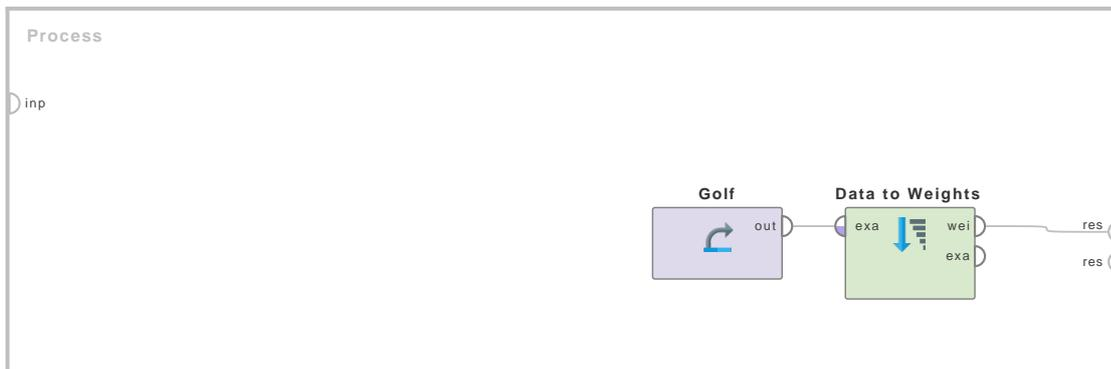 Process
inp
Golf
Data to Weights
out
exa
wei
res
exa
res